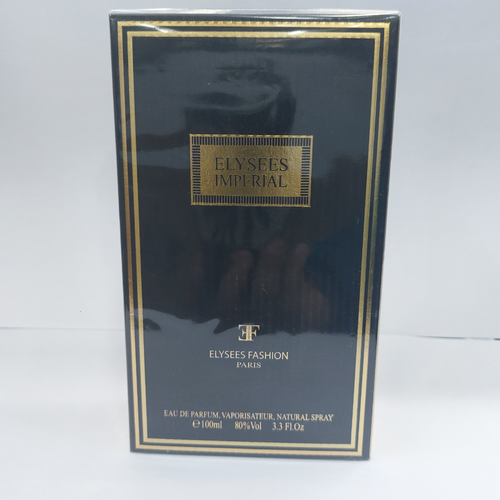 ELYSEES
IMPERIAL
EF
ELYSEES FASHION
PARIS
EAU DE PARFUM, VAPORISATEUR, NATURAL SPRAY
℮100ml 80%Vol 3.3 Fl.Oz